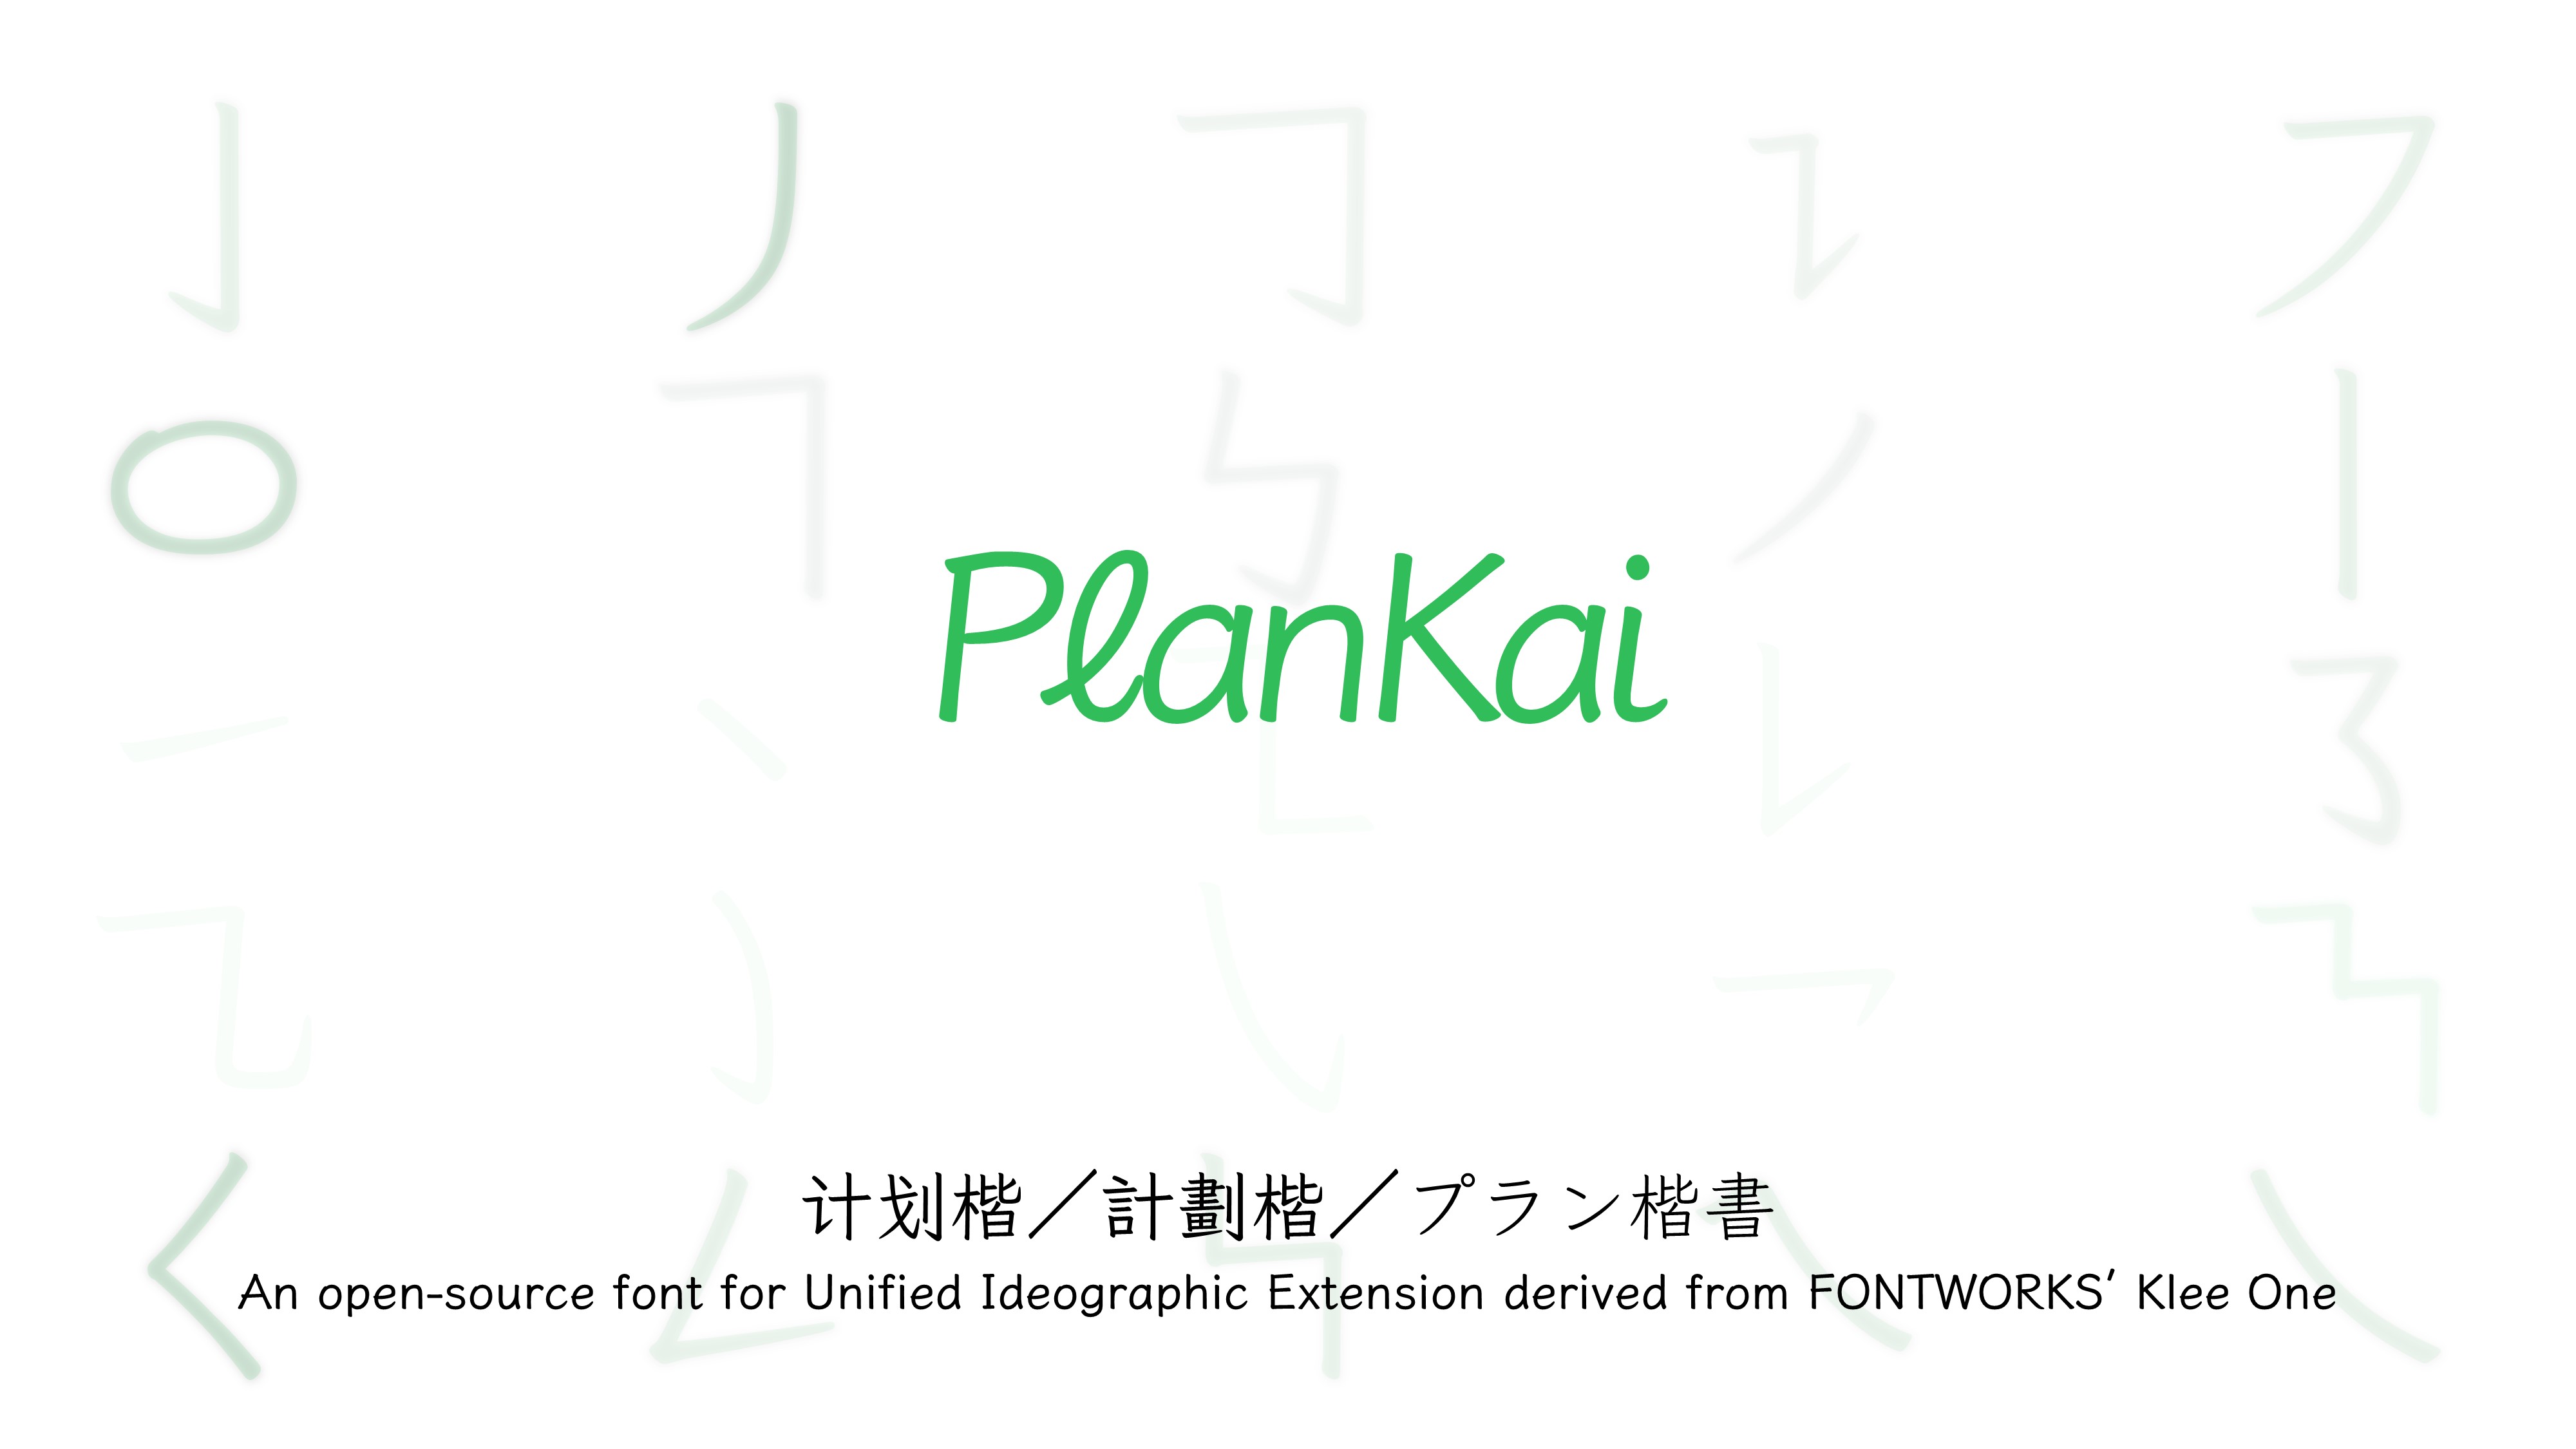 PlanKai
计划楷／計劃楷／プラン楷書
An open-source font for Unified Ideographic Extension derived from FONTWORKS’ Klee One